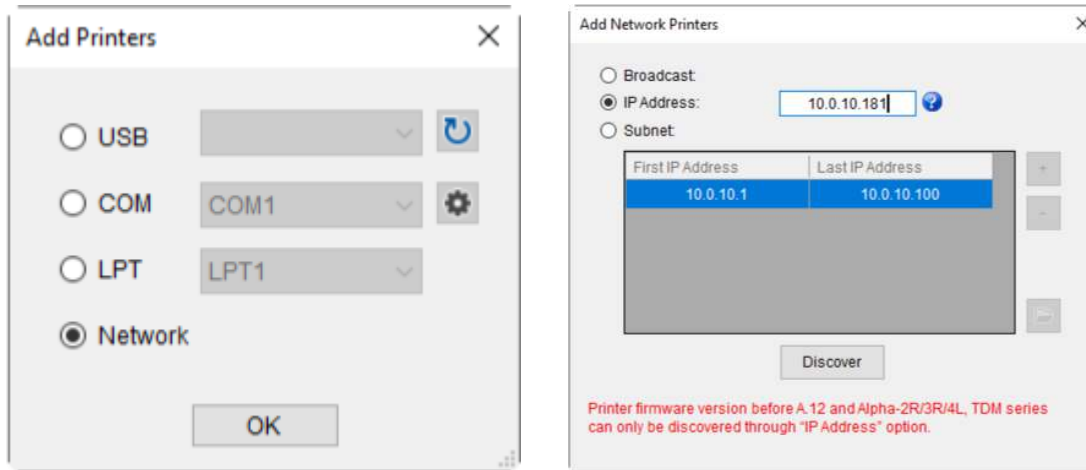 Add Printers
USB
COM
COM1
LPT
LPT1
Network
OK
Add Network Printers
Broadcast:
IP Address:
10.0.10.181
Subnet:
First IP Address
Last IP Address
10.0.10.1
10.0.10.100
+
-
Discover
Printer firmware version before A.12 and Alpha-2R/3R/4L, TDM series
can only be discovered through "IP Address" option.